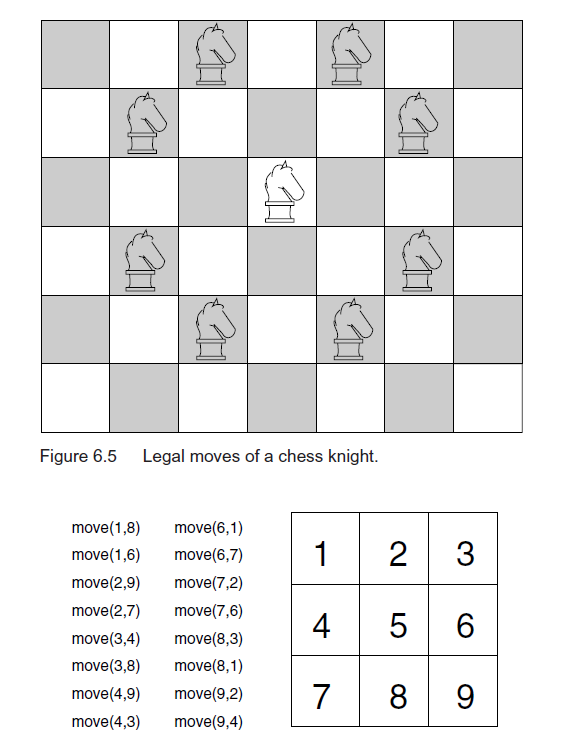 Figure 6.5 Legal moves of a chess knight.
move(1,8) move(6,1)
move(1,6) move(6,7)
move(2,9) move(7,2)
move(2,7) move(7,6)
move(3,4) move(8,3)
move(3,8) move(8,1)
move(4,9) move(9,2)
move(4,3) move(9,4)
1 2 3
4 5 6
7 8 9